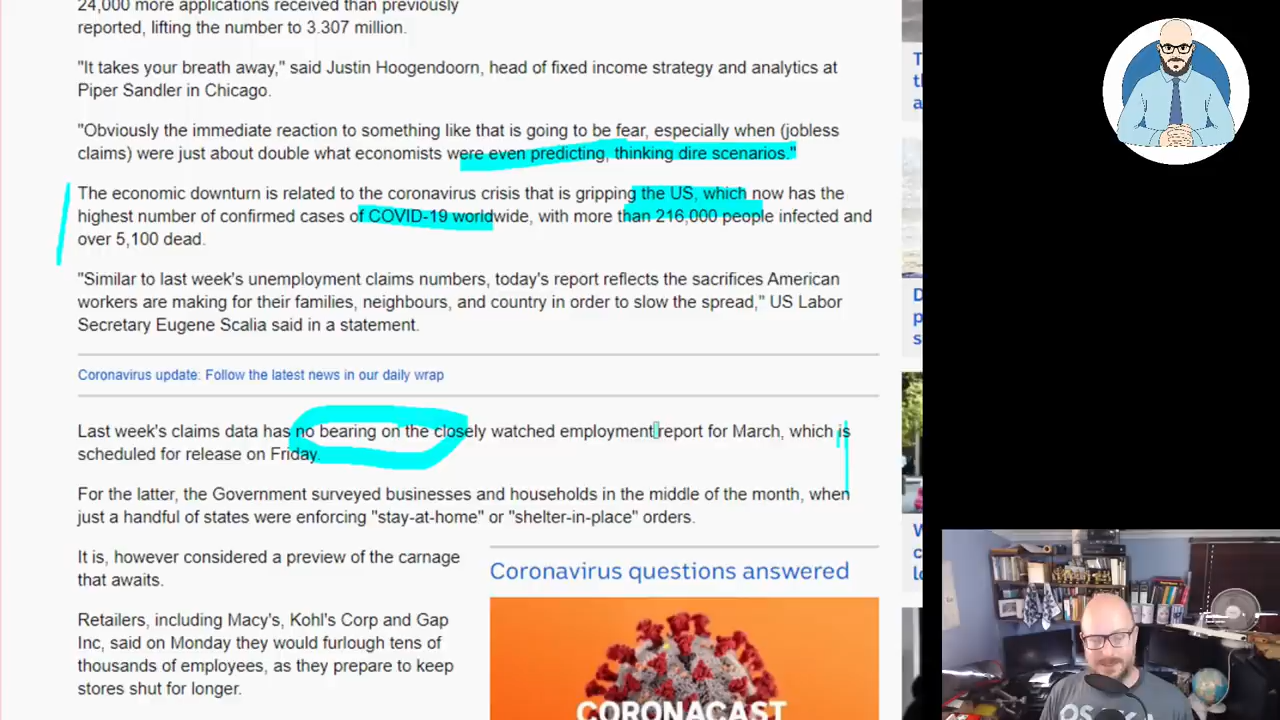 24,000 more applications received than previously
reported, lifting the number to 3.307 million.
"It takes your breath away," said Justin Hoogendoorn, head of fixed income strategy and analytics at
Piper Sandler in Chicago.
"Obviously the immediate reaction to something like that is going to be fear, especially when (jobless
claims) were just about double what economists were even predicting, thinking dire scenarios."
The economic downturn is related to the coronavirus crisis that is gripping the US, which now has the
highest number of confirmed cases of COVID-19 worldwide, with more than 216,000 people infected and
over 5,100 dead.
"Similar to last week's unemployment claims numbers, today's report reflects the sacrifices American
workers are making for their families, neighbours, and country in order to slow the spread," US Labor
Secretary Eugene Scalia said in a statement.
Coronavirus update: Follow the latest news in our daily wrap
Last week's claims data has no bearing on the closely watched employment report for March, which is
scheduled for release on Friday.
For the latter, the Government surveyed businesses and households in the middle of the month, when
just a handful of states were enforcing "stay-at-home" or "shelter-in-place" orders.
It is, however considered a preview of the carnage
that awaits.
Retailers, including Macy's, Kohl's Corp and Gap
Inc, said on Monday they would furlough tens of
thousands of employees, as they prepare to keep
stores shut for longer.
Coronavirus questions answered
CORONACAST